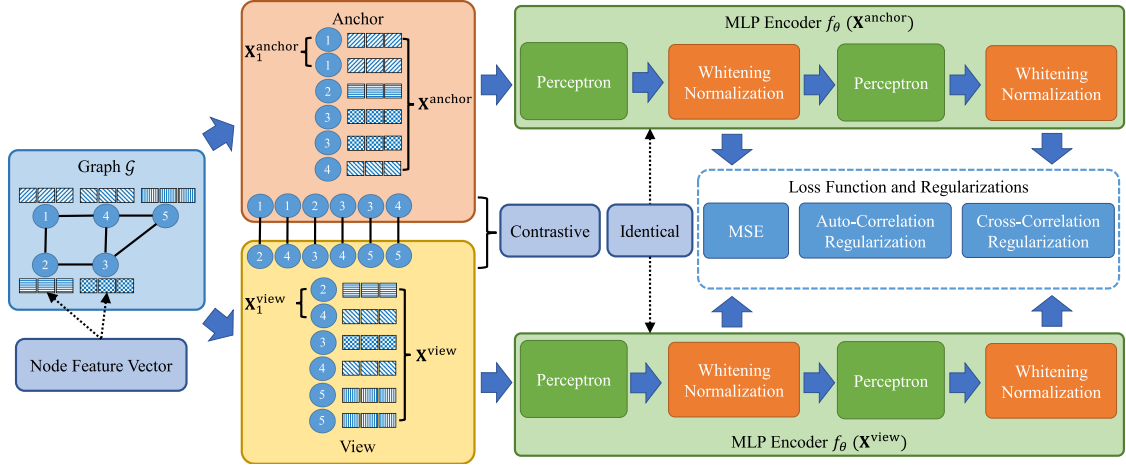 Graph 𝒢
1
4
5
2
3
Node Feature Vector
Anchor
X₁^anchor
1
1
2
3
3
4
X^anchor
1 1 2 3 3 4
2 4 3 4 5 5
X₁^view
2
4
3
4
5
5
X^view
View
Contrastive
Identical
MLP Encoder f_θ (X^anchor)
Perceptron
Whitening
Normalization
Perceptron
Whitening
Normalization
Loss Function and Regularizations
MSE
Auto-Correlation
Regularization
Cross-Correlation
Regularization
Perceptron
Whitening
Normalization
Perceptron
Whitening
Normalization
MLP Encoder f_θ (X^view)